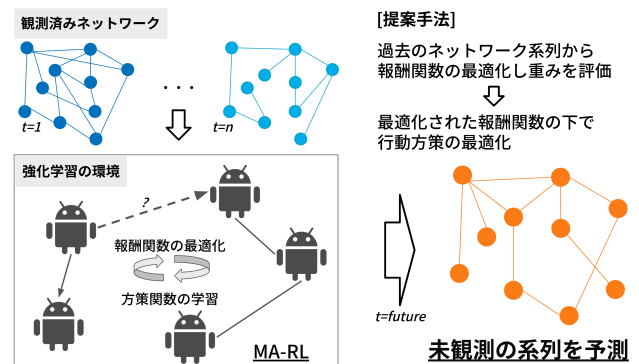 観測済みネットワーク
t=1
・・・
t=n
強化学習の環境
?
報酬関数の最適化
方策関数の学習
MA-RL
[提案手法]
過去のネットワーク系列から
報酬関数の最適化し重みを評価
最適化された報酬関数の下で
行動方策の最適化
t=future
未観測の系列を予測